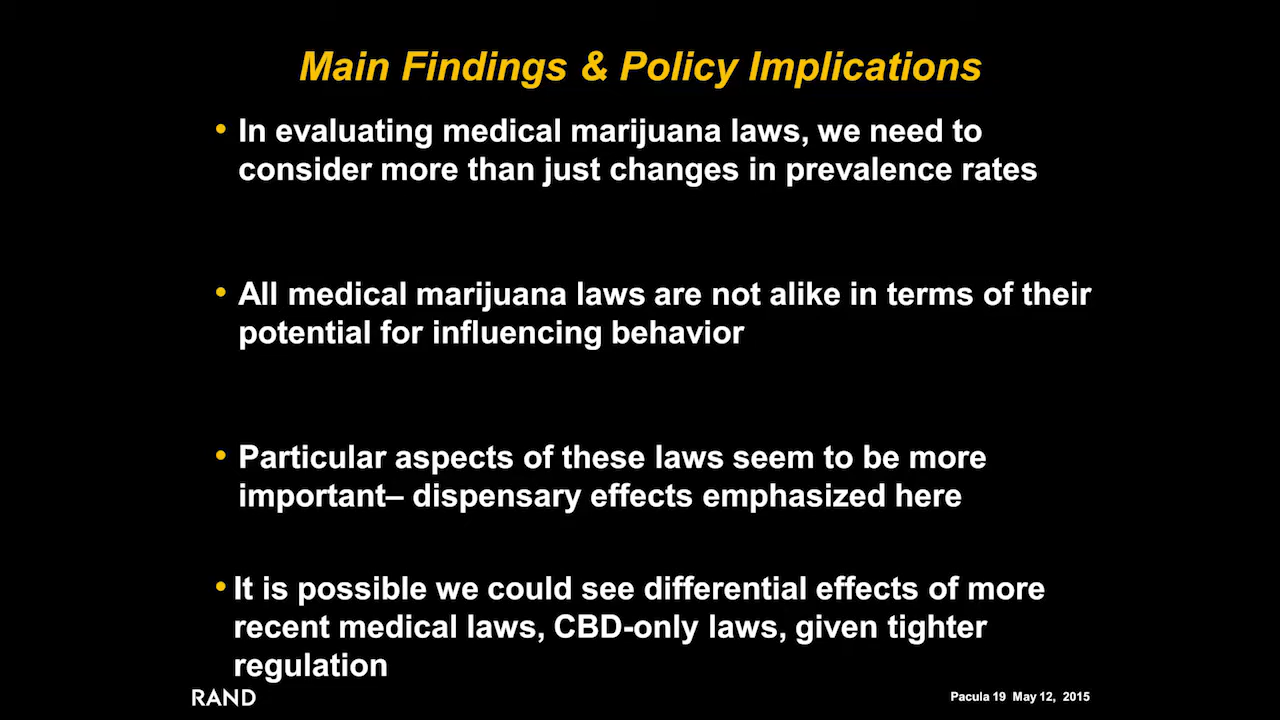 Main Findings & Policy Implications
• In evaluating medical marijuana laws, we need to
consider more than just changes in prevalence rates
• All medical marijuana laws are not alike in terms of their
potential for influencing behavior
• Particular aspects of these laws seem to be more
important– dispensary effects emphasized here
• It is possible we could see differential effects of more
recent medical laws, CBD-only laws, given tighter
regulation
RAND
Pacula 19 May 12, 2015